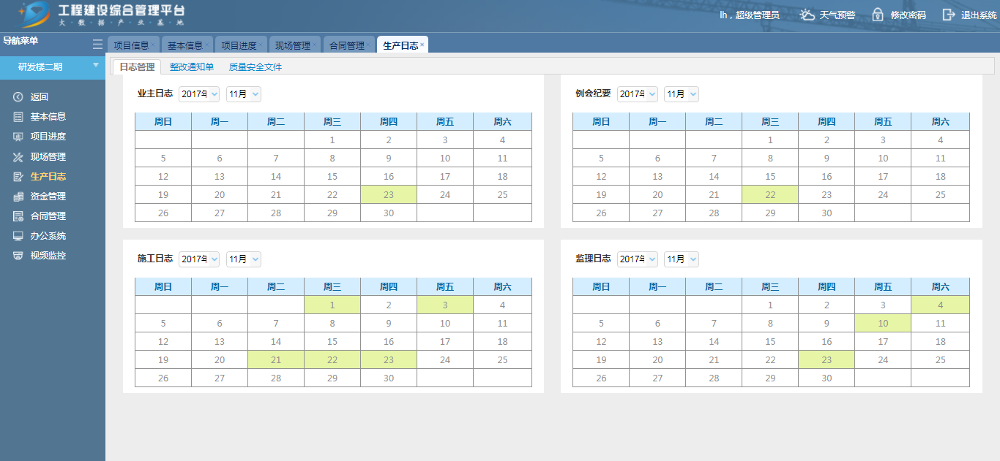 工程建设综合管理平台
大·数·据·产·业·基·地
lh，超级管理员 天气预警 修改密码 退出系统
导航菜单
项目信息 基本信息 项目进度 现场管理 合同管理 生产日志
研发楼二期
返回
基本信息
项目进度
现场管理
生产日志
资金管理
合同管理
办公系统
视频监控
日志管理 整改通知单 质量安全文件
业主日志 2017年 11月
周日 周一 周二 周三 周四 周五 周六
1 2 3 4
5 6 7 8 9 10 11
12 13 14 15 16 17 18
19 20 21 22 23 24 25
26 27 28 29 30
例会纪要 2017年 11月
周日 周一 周二 周三 周四 周五 周六
1 2 3 4
5 6 7 8 9 10 11
12 13 14 15 16 17 18
19 20 21 22 23 24 25
26 27 28 29 30
施工日志 2017年 11月
周日 周一 周二 周三 周四 周五 周六
1 2 3 4
5 6 7 8 9 10 11
12 13 14 15 16 17 18
19 20 21 22 23 24 25
26 27 28 29 30
监理日志 2017年 11月
周日 周一 周二 周三 周四 周五 周六
1 2 3 4
5 6 7 8 9 10 11
12 13 14 15 16 17 18
19 20 21 22 23 24 25
26 27 28 29 30